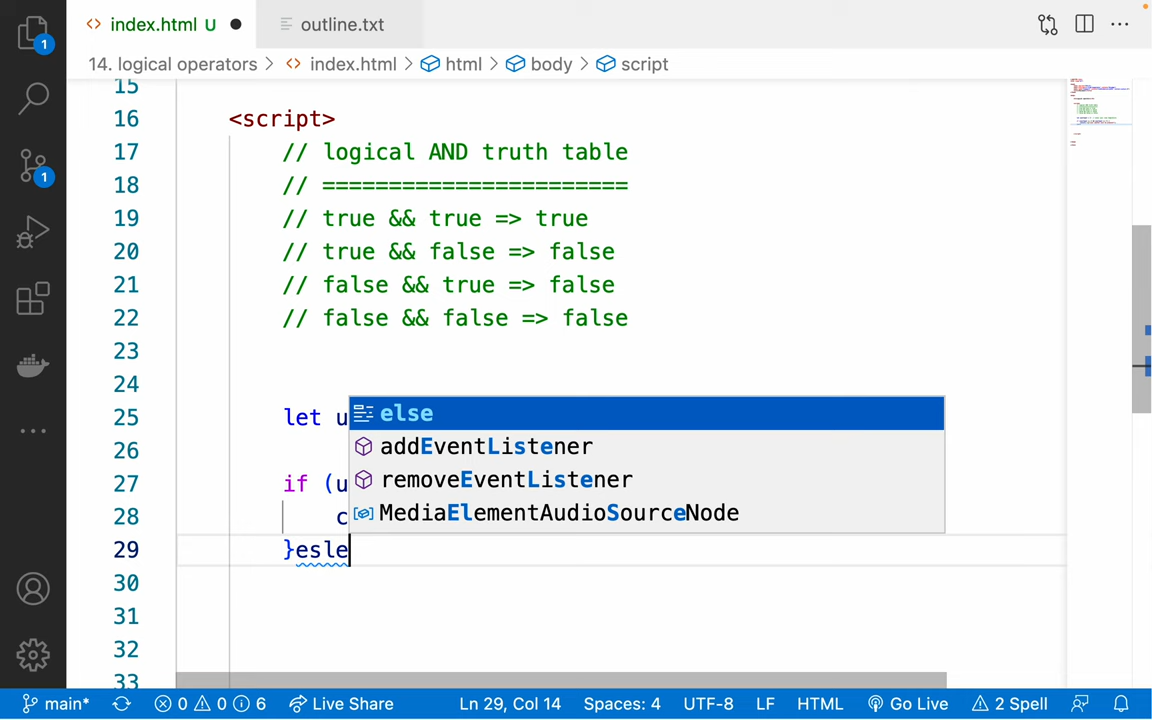 index.html U
outline.txt
14. logical operators > index.html > html > body > script
1
1
15
16 <script>
17 // logical AND truth table
18 // =======================
19 // true && true => true
20 // true && false => false
21 // false && true => false
22 // false && false => false
23
24
25 let u
else
26
addEventListener
27 if (u
removeEventListener
28 c
MediaElementAudioSourceNode
29 }esle
30
31
32
33
main* 0 0 6 Live Share Ln 29, Col 14 Spaces: 4 UTF-8 LF HTML Go Live 2 Spell